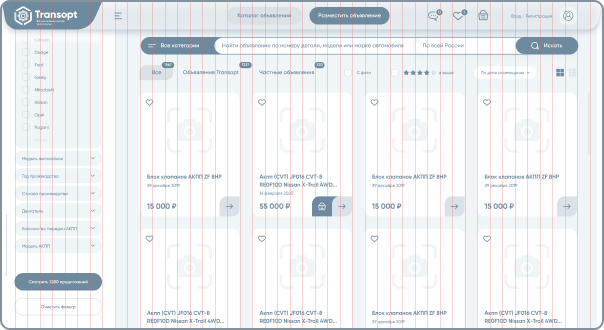 Transopt
Каталог объявлений
Разместить объявление
Вход | Регистрация
Все категории
Найти объявление по номеру детали, модели или марке автомобиля
По всей России
Искать
Все
Объявления Transopt
Частные объявления
С фото
и выше
По дате размещения
Dodge
Ford
Geely
Mitsubishi
Nissan
Opel
Peugeot
Модель автомобиля
Год производства
Страна производства
Двигатель
Количество передач АКПП
Модель АКПП
Смотреть 1280 предложений
Очистить фильтр
Блок клапанов АКПП ZF 8HP
29 декабря 2019
15 000 ₽
Акпп (CVT) JF016 CVT-8
RE0F10D Nissan X-Trail 4WD...
14 февраля 2020
55 000 ₽
Блок клапанов АКПП ZF 8HP
29 декабря 2019
15 000 ₽
Блок клапанов АКПП ZF 8HP
29 декабря 2019
15 000 ₽
Акпп (CVT) JF016 CVT-8
RE0F10D Nissan X-Trail 4WD...
Акпп (CVT) JF016 CVT-8
RE0F10D Nissan X-Trail 4WD...
Блок клапанов АКПП ZF 8HP
29 декабря 2019
Акпп (CVT) JF016 CVT-8
RE0F10D Nissan X-Trail 4WD...